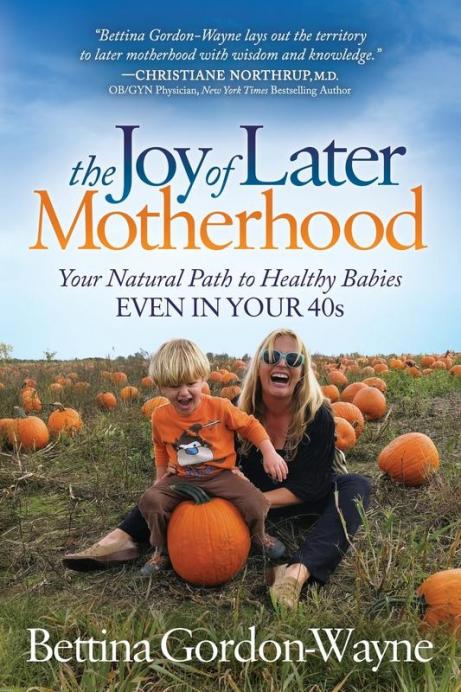 “Bettina Gordon-Wayne lays out the territory
to later motherhood with wisdom and knowledge.”
—CHRISTIANE NORTHRUP, M.D.
OB/GYN Physician, New York Times Bestselling Author
the Joy of Later
Motherhood
Your Natural Path to Healthy Babies
EVEN IN YOUR 40s
Bettina Gordon-Wayne